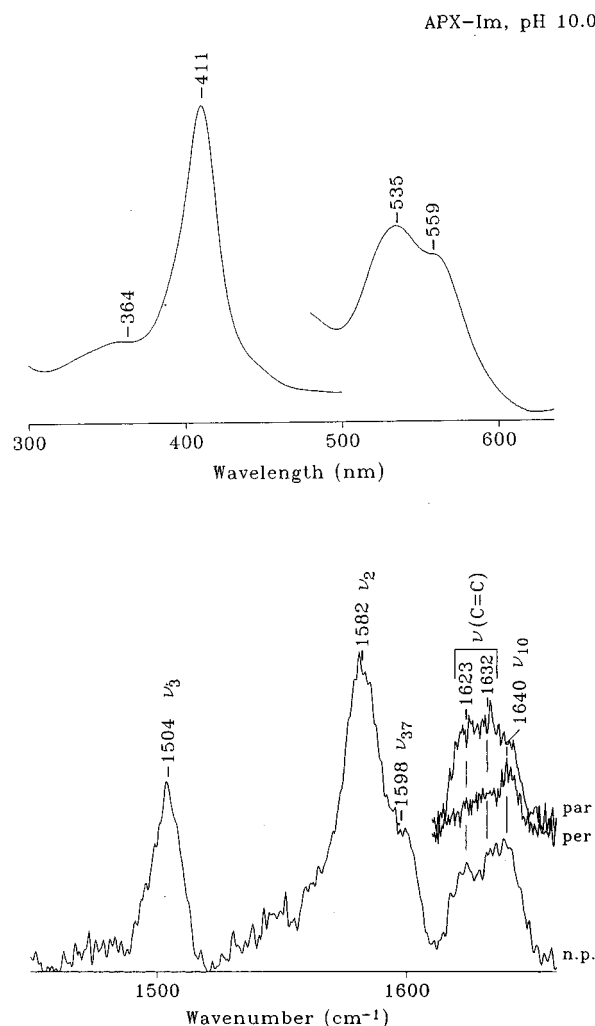 APX-Im, pH 10.0
-411
-535
-559
-364
300 400 500 600
Wavelength (nm)
ν(C=C)
-1582 ν2
1623
1632
1640 ν10
-1504 ν3
-1598 ν37
par
per
n.p.
1500 1600
Wavenumber (cm⁻¹)